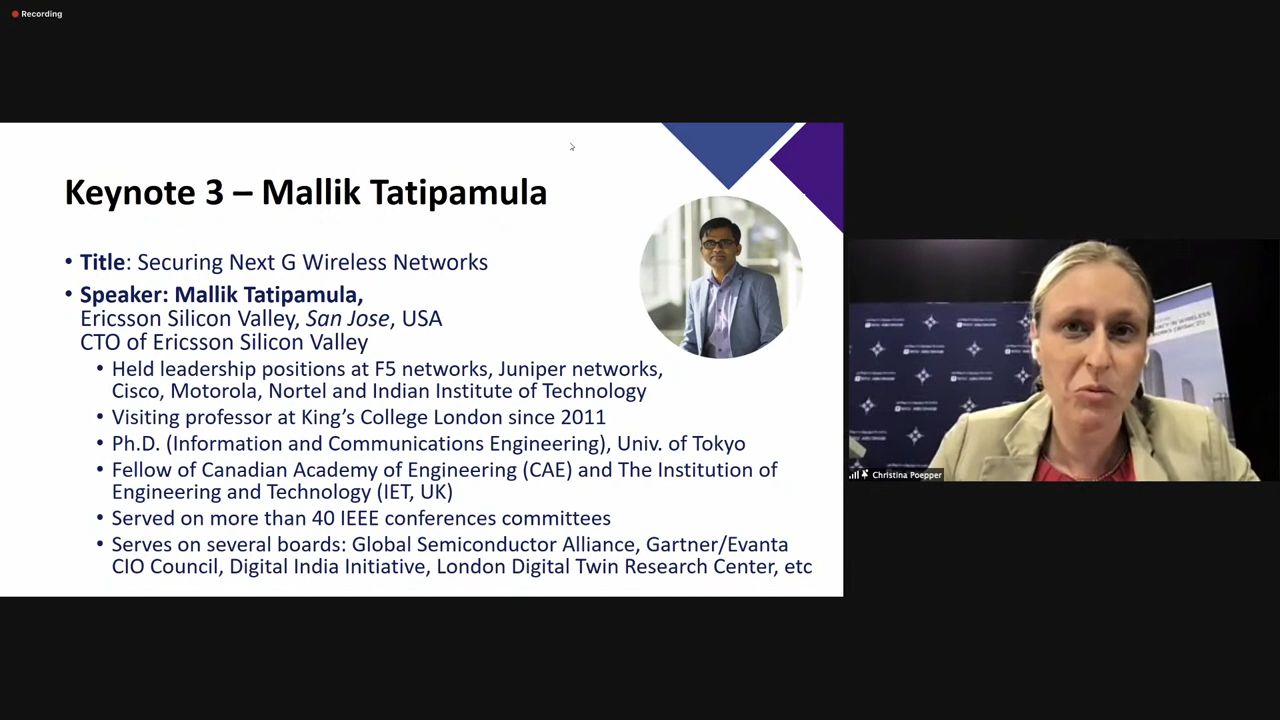 Recording
Keynote 3 – Mallik Tatipamula
• Title: Securing Next G Wireless Networks
• Speaker: Mallik Tatipamula,
Ericsson Silicon Valley, San Jose, USA
CTO of Ericsson Silicon Valley
• Held leadership positions at F5 networks, Juniper networks,
Cisco, Motorola, Nortel and Indian Institute of Technology
• Visiting professor at King’s College London since 2011
• Ph.D. (Information and Communications Engineering), Univ. of Tokyo
• Fellow of Canadian Academy of Engineering (CAE) and The Institution of
Engineering and Technology (IET, UK)
• Served on more than 40 IEEE conferences committees
• Serves on several boards: Global Semiconductor Alliance, Gartner/Evanta
CIO Council, Digital India Initiative, London Digital Twin Research Center, etc
NYU ABU DHABI
Christina Poepper